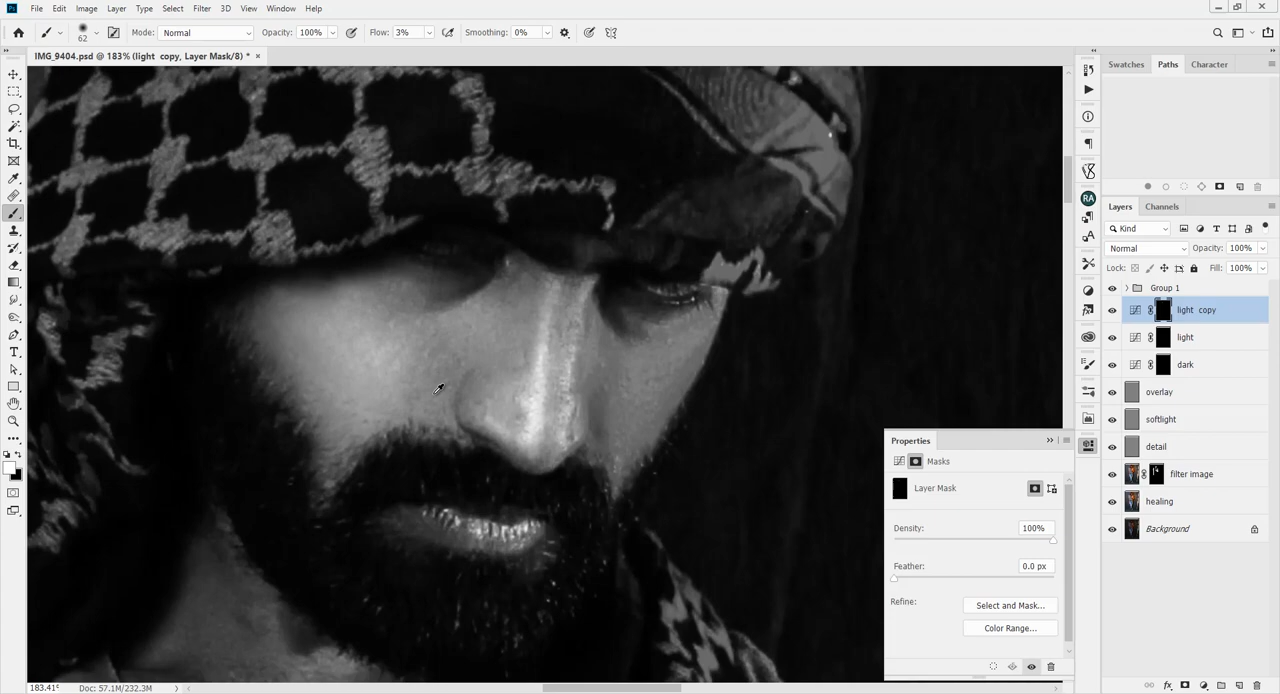 Ps File Edit Image Layer Type Select Filter 3D View Window Help
62 Mode: Normal Opacity: 100% Flow: 3% Smoothing: 0%
IMG_9404.psd @ 183% (light copy, Layer Mask/8) * ×
Swatches Paths Character
RA
Layers Channels
Kind
Normal Opacity: 100%
Lock: Fill: 100%
Group 1
light copy
light
dark
overlay
softlight
detail
filter image
healing
Background
Properties
Masks
Layer Mask
Density: 100%
Feather: 0.0 px
Refine: Select and Mask...
Color Range...
183.41% Doc: 57.1M/232.3M